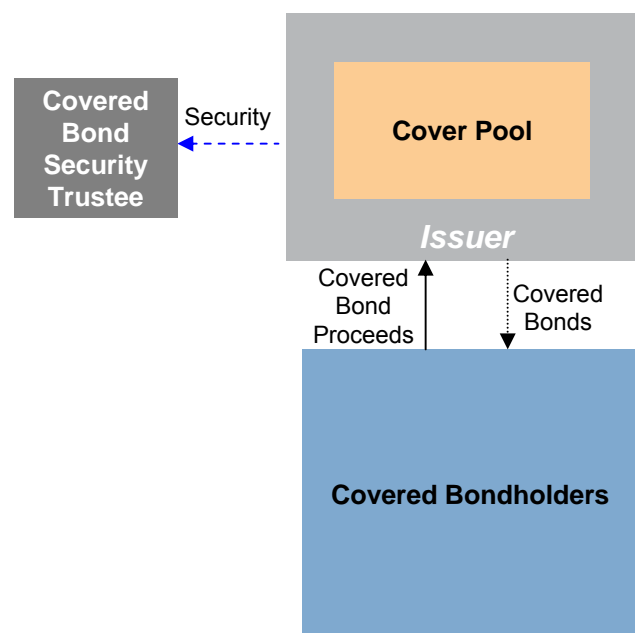 Covered
Bond
Security
Trustee
Security
Cover Pool
Issuer
Covered
Bond
Proceeds
Covered
Bonds
Covered Bondholders